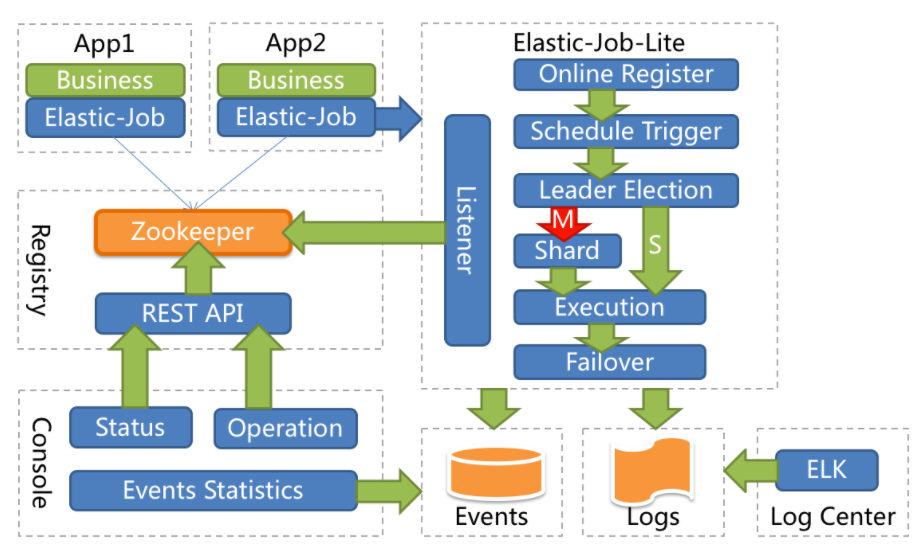 App1
Business
Elastic-Job
App2
Business
Elastic-Job
Elastic-Job-Lite
Online Register
Schedule Trigger
Leader Election
M
S
Shard
Execution
Failover
Listener
Registry
Zookeeper
REST API
Console
Status
Operation
Events Statistics
Events
Logs
ELK
Log Center